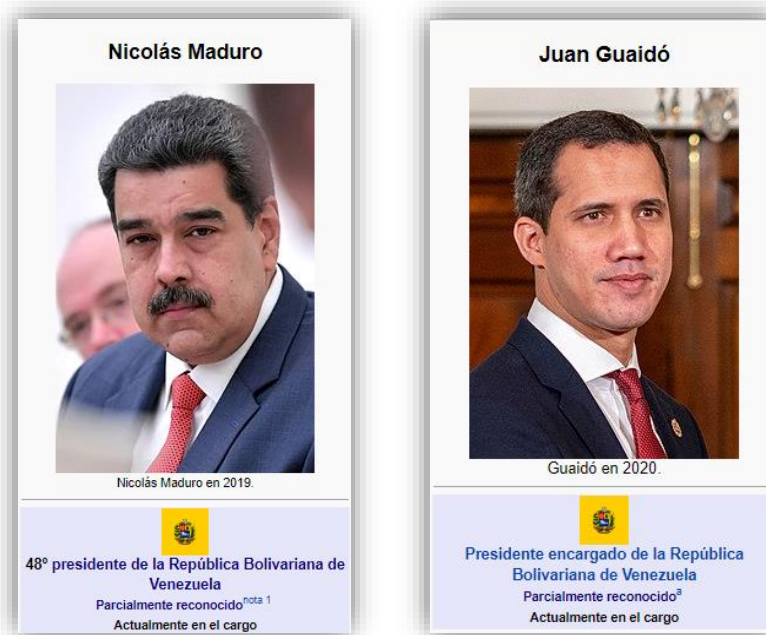 Nicolás Maduro
Nicolás Maduro en 2019.
48º presidente de la República Bolivariana de
Venezuela
Parcialmente reconocido nota 1
Actualmente en el cargo
Juan Guaidó
Guaidó en 2020.
Presidente encargado de la República
Bolivariana de Venezuela
Parcialmente reconocido a
Actualmente en el cargo